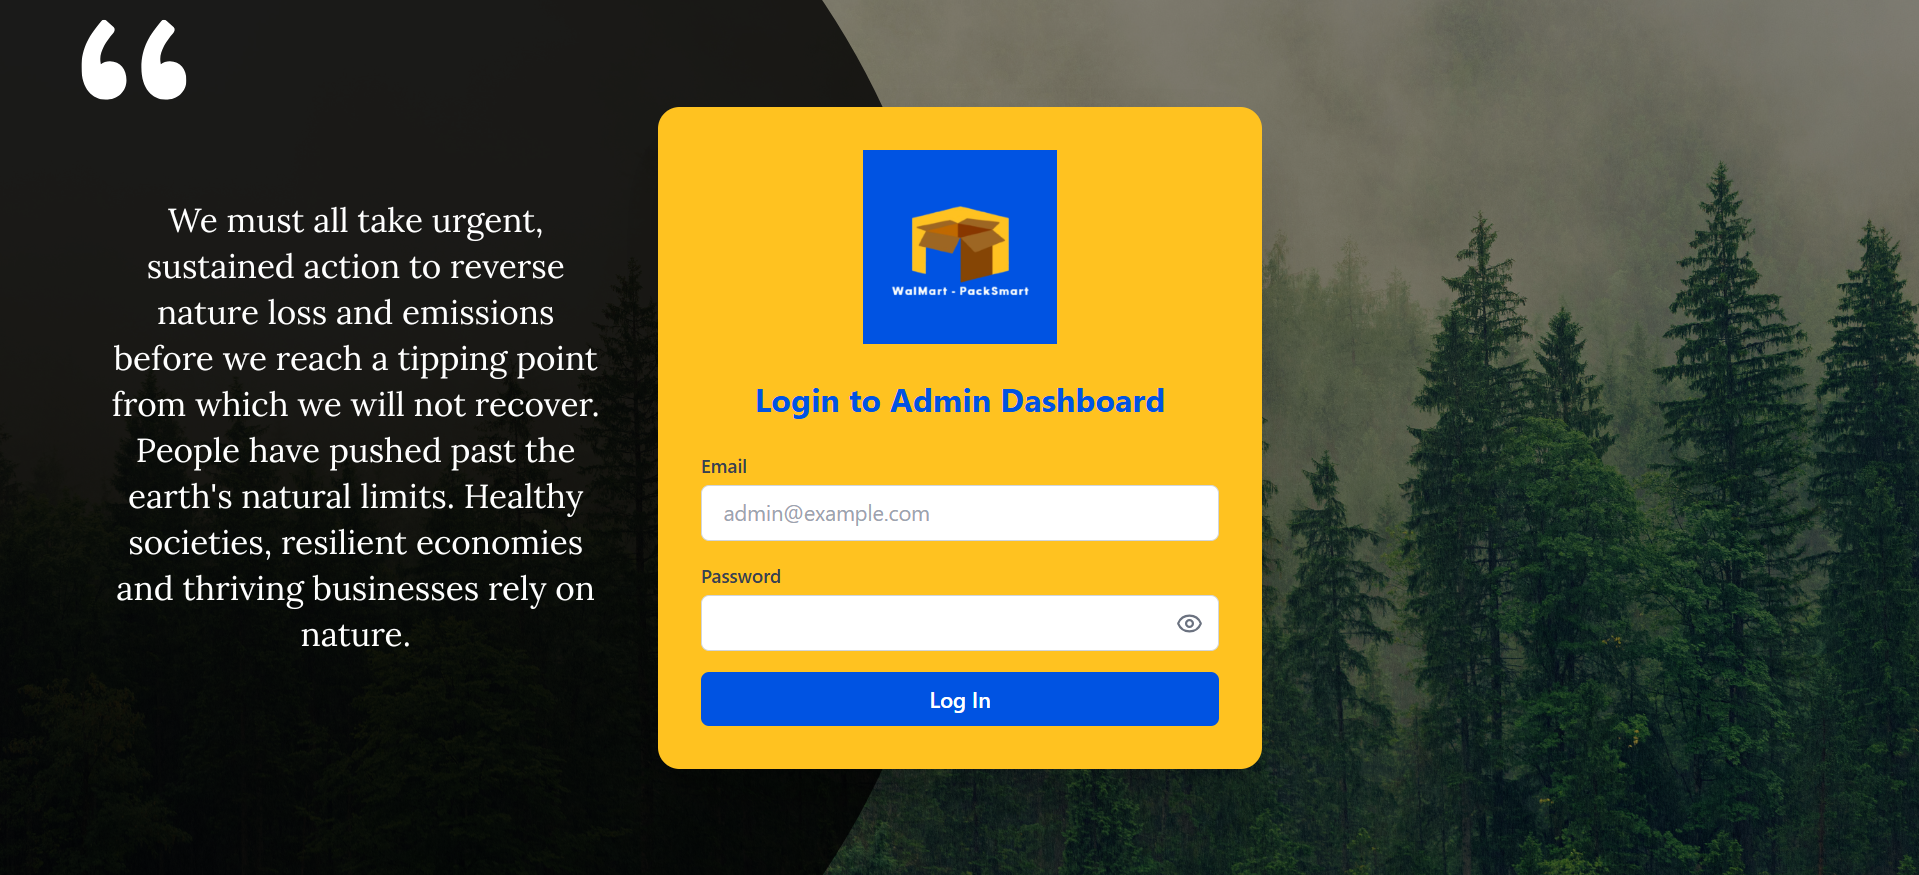 “
We must all take urgent,
sustained action to reverse
nature loss and emissions
before we reach a tipping point
from which we will not recover.
People have pushed past the
earth's natural limits. Healthy
societies, resilient economies
and thriving businesses rely on
nature.
WalMart - PackSmart
Login to Admin Dashboard
Email
admin@example.com
Password
Log In